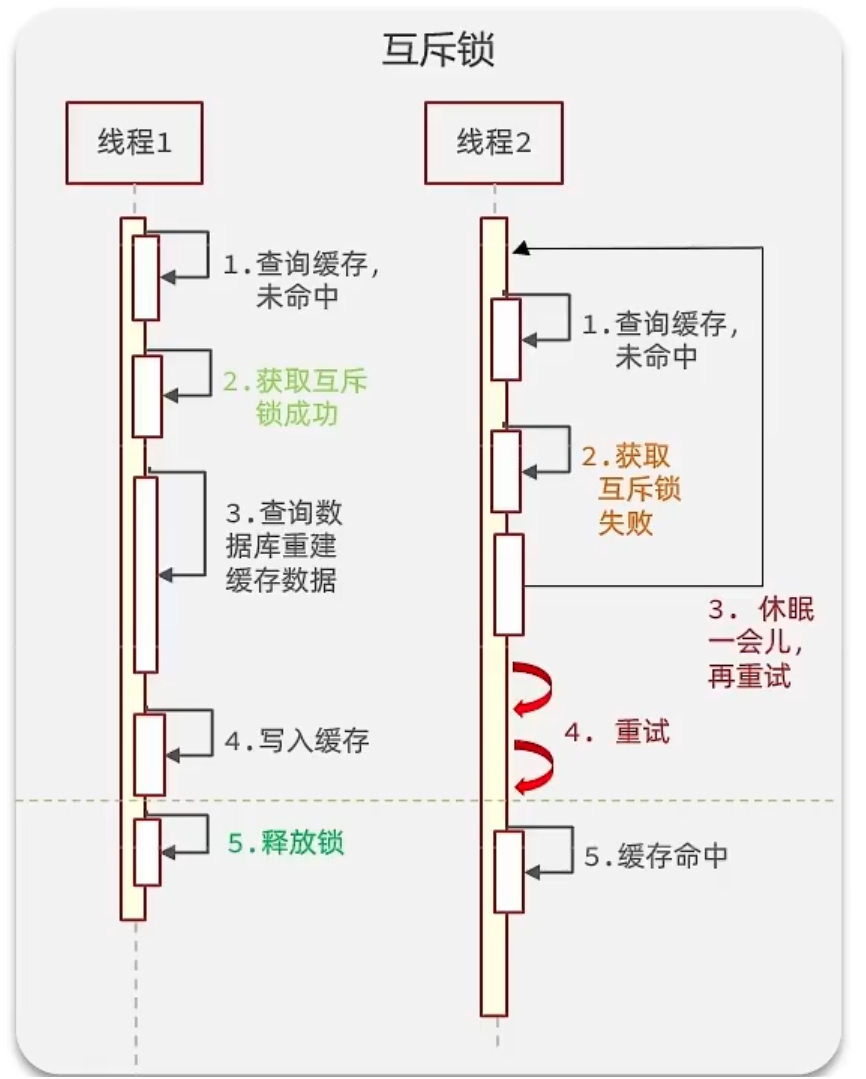 互斥锁
线程1
线程2
1.查询缓存，
未命中
2.获取互斥
锁成功
3.查询数
据库重建
缓存数据
4.写入缓存
5.释放锁
1.查询缓存，
未命中
2.获取
互斥锁
失败
3. 休眠
一会儿，
再重试
4. 重试
5.缓存命中